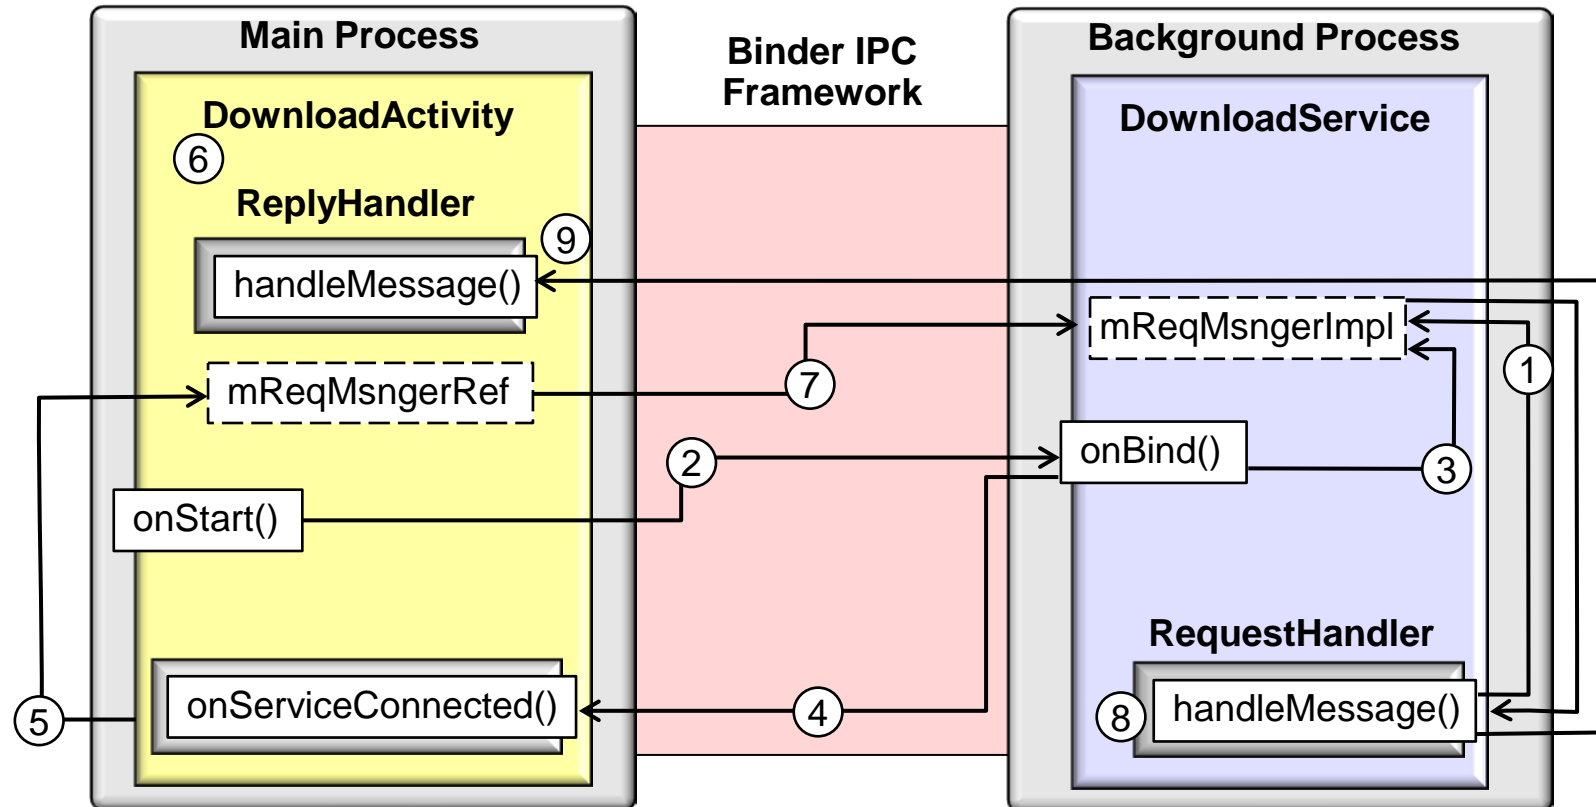 Main Process
DownloadActivity
6
ReplyHandler
9
handleMessage()
mReqMsngerRef
onStart()
onServiceConnected()
5
Binder IPC
Framework
7
2
4
Background Process
DownloadService
mReqMsngerImpl
1
onBind()
3
RequestHandler
8
handleMessage()